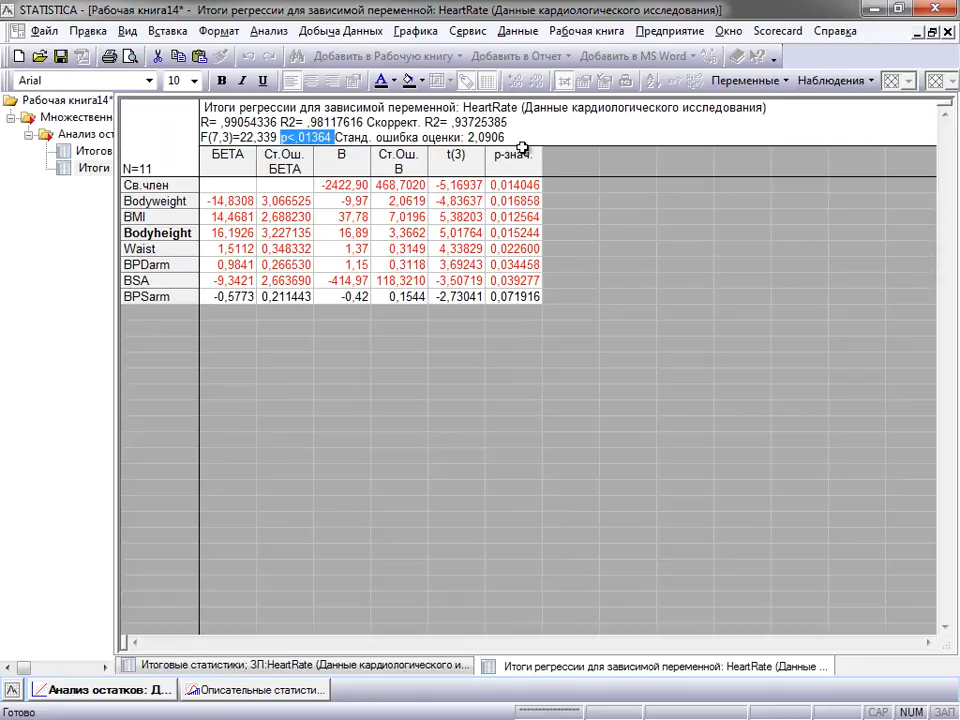 STATISTICA - [Рабочая книга14* - Итоги регрессии для зависимой переменной: HeartRate (Данные кардиологического исследования)]
Файл Правка Вид Вставка Формат Анализ Добыча Данных Графика Сервис Данные Рабочая книга Предприятие Окно Scorecard Справка
Добавить в Рабочую книгу Добавить в Отчет Добавить в MS Word
Arial 10 B I U Переменные Наблюдения
Рабочая книга14*
Множественн
Анализ ост
Итогов
Итоги
Итоги регрессии для зависимой переменной: HeartRate (Данные кардиологического исследования)
R= ,99054336 R2= ,98117616 Скоррект. R2= ,93725385
F(7,3)=22,339 p<,01364 Станд. ошибка оценки: 2,0906
N=11 БЕТА Ст.Ош. БЕТА B Ст.Ош. B t(3) p-знач.
Св.член -2422,90 468,7020 -5,16937 0,014046
Bodyweight -14,8308 3,066525 -9,97 2,0619 -4,83637 0,016858
BMI 14,4681 2,688230 37,78 7,0196 5,38203 0,012564
Bodyheight 16,1926 3,227135 16,89 3,3662 5,01764 0,015244
Waist 1,5112 0,348332 1,37 0,3149 4,33829 0,022600
BPDarm 0,9841 0,266530 1,15 0,3118 3,69243 0,034458
BSA -9,3421 2,663690 -414,97 118,3210 -3,50719 0,039277
BPSarm -0,5773 0,211443 -0,42 0,1544 -2,73041 0,071916
Итоговые статистики; ЗП:HeartRate (Данные кардиологического и... Итоги регрессии для зависимой переменной: HeartRate (Данные ...
Анализ остатков: Д... Описательные статисти...
Готово CAP NUM ЗАП